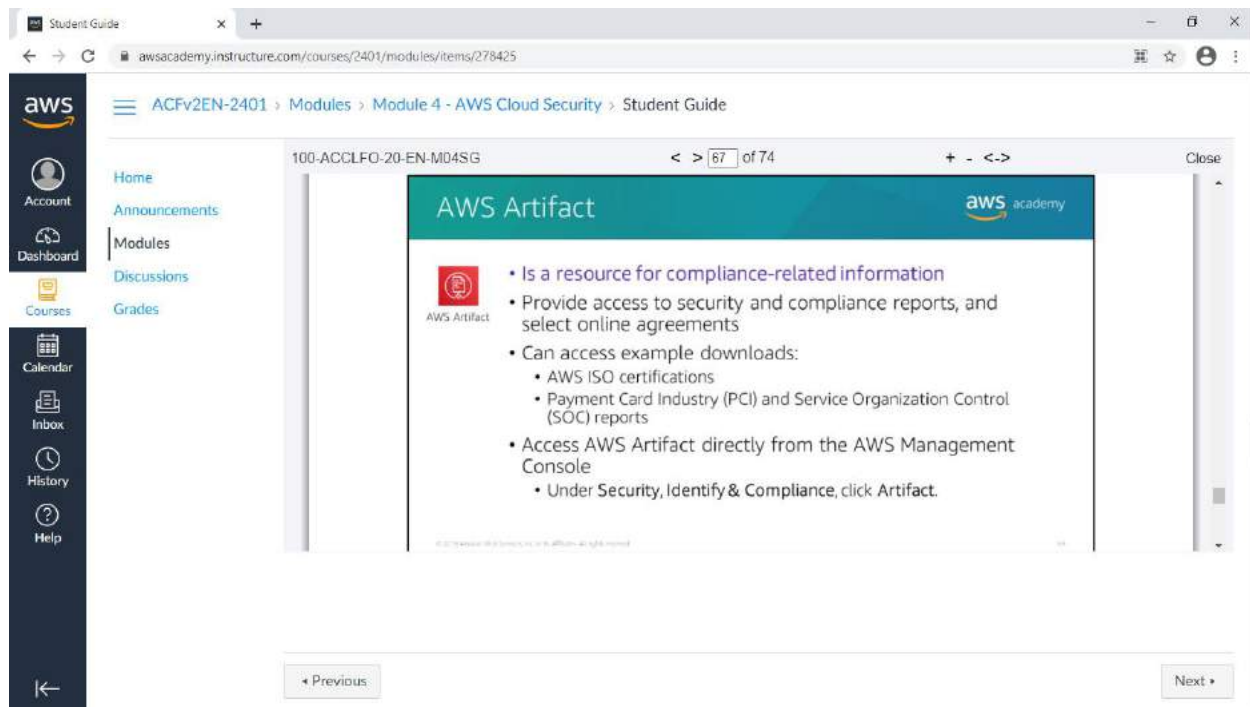 Student Guide
awsacademy.instructure.com/courses/2401/modules/items/278425
aws
ACFv2EN-2401 › Modules › Module 4 - AWS Cloud Security › Student Guide
Account
Dashboard
Courses
Calendar
Inbox
History
Help
Home
Announcements
Modules
Discussions
Grades
100-ACCLFO-20-EN-M04SG
< > 67 of 74
+ - <->
Close
AWS Artifact
aws academy
AWS Artifact
• Is a resource for compliance-related information
• Provide access to security and compliance reports, and
select online agreements
• Can access example downloads:
• AWS ISO certifications
• Payment Card Industry (PCI) and Service Organization Control
(SOC) reports
• Access AWS Artifact directly from the AWS Management
Console
• Under Security, Identify & Compliance, click Artifact.
◂ Previous
Next ▸